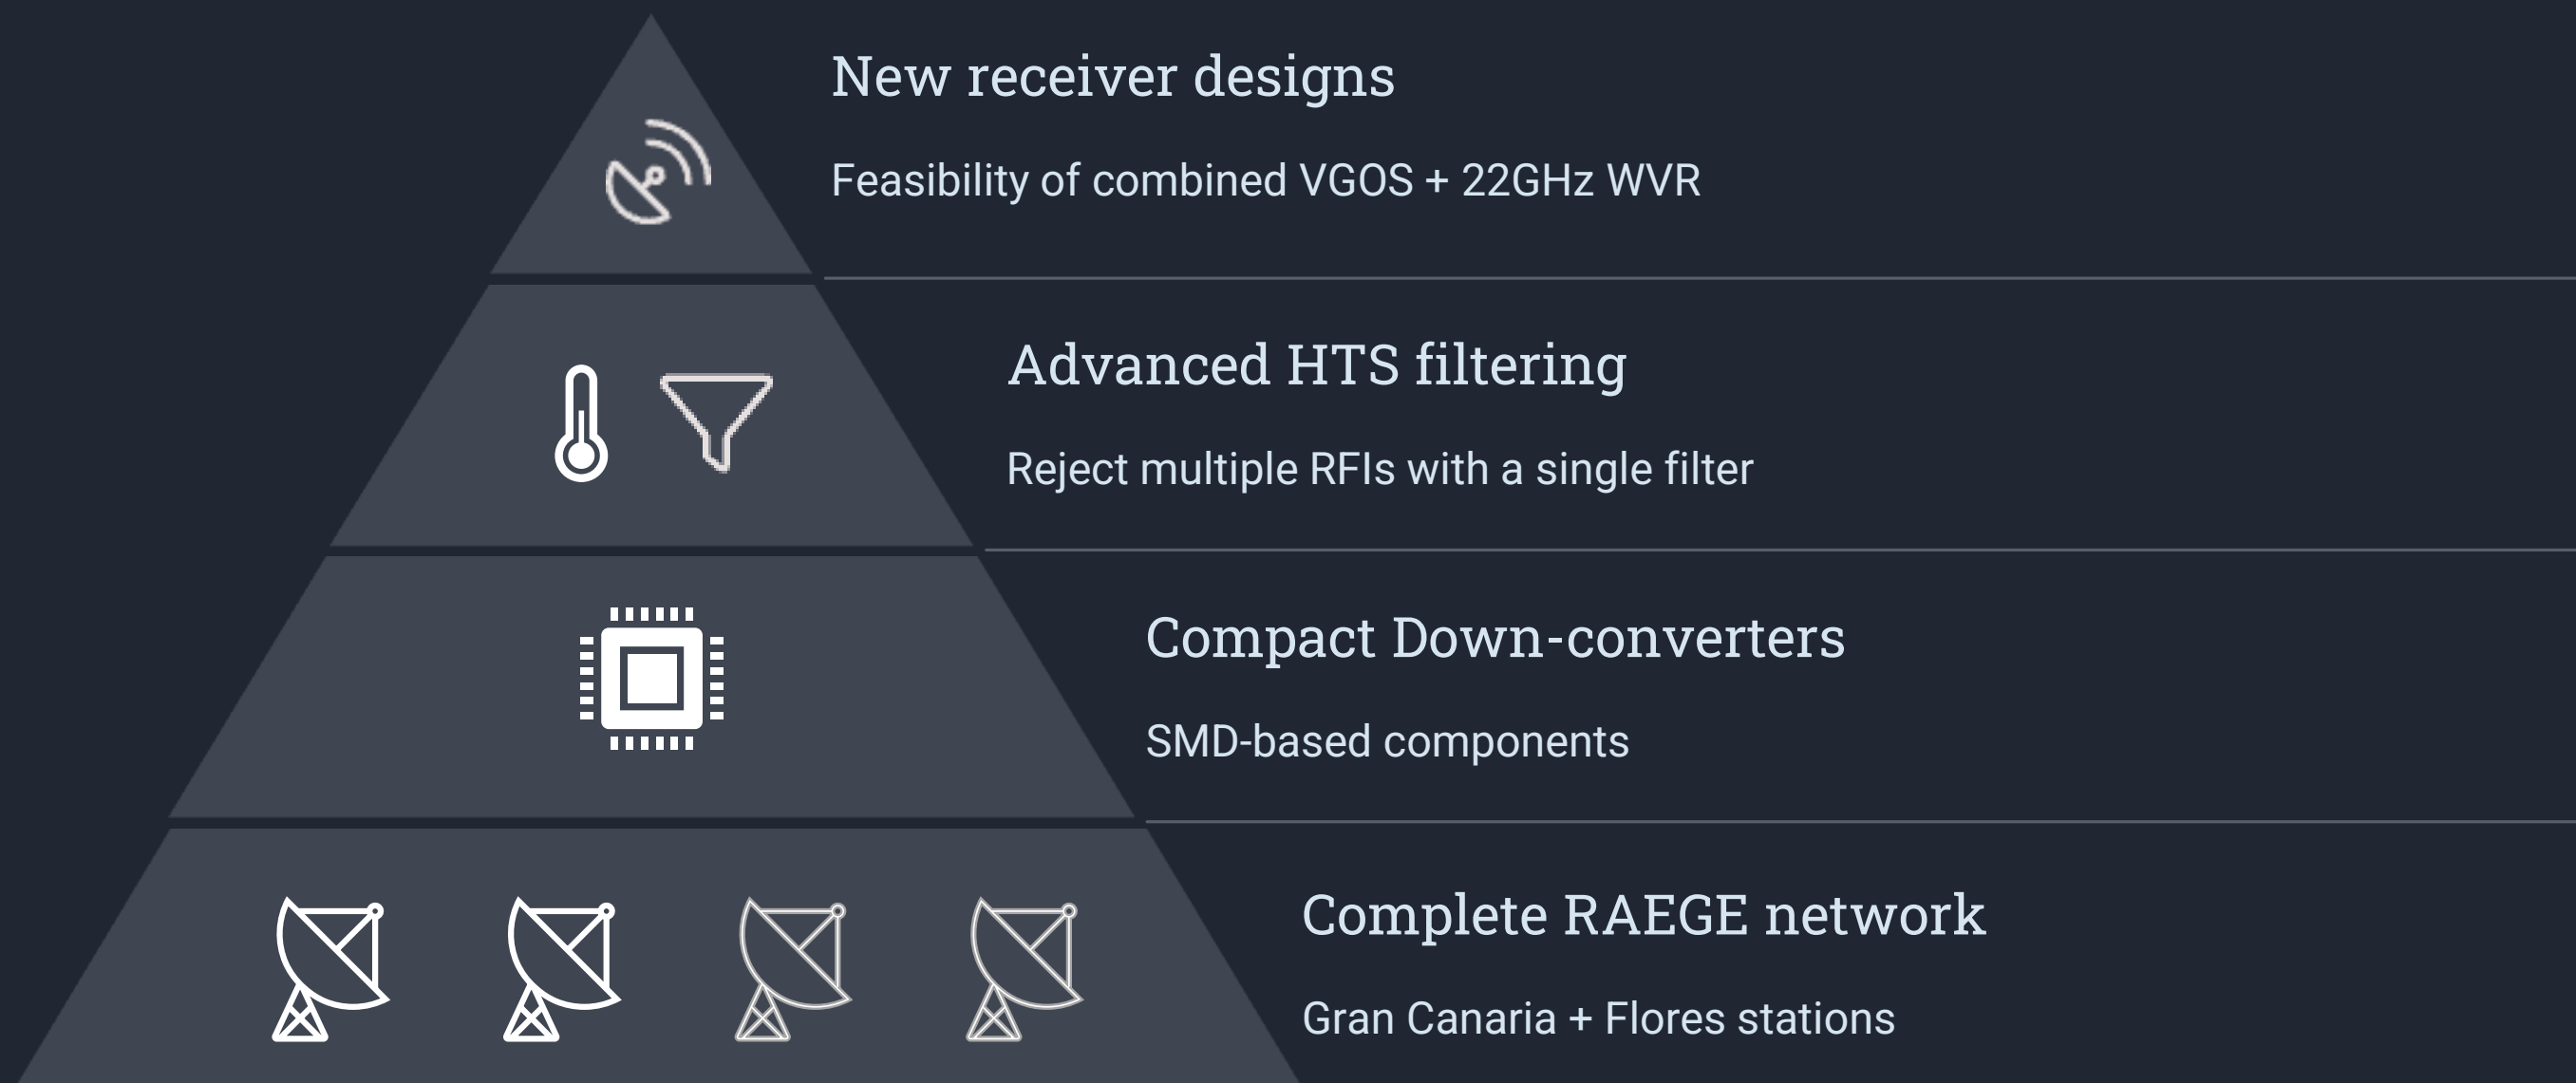 New receiver designs
Feasibility of combined VGOS + 22GHz WVR
Advanced HTS filtering
Reject multiple RFIs with a single filter
Compact Down-converters
SMD-based components
Complete RAEGE network
Gran Canaria + Flores stations